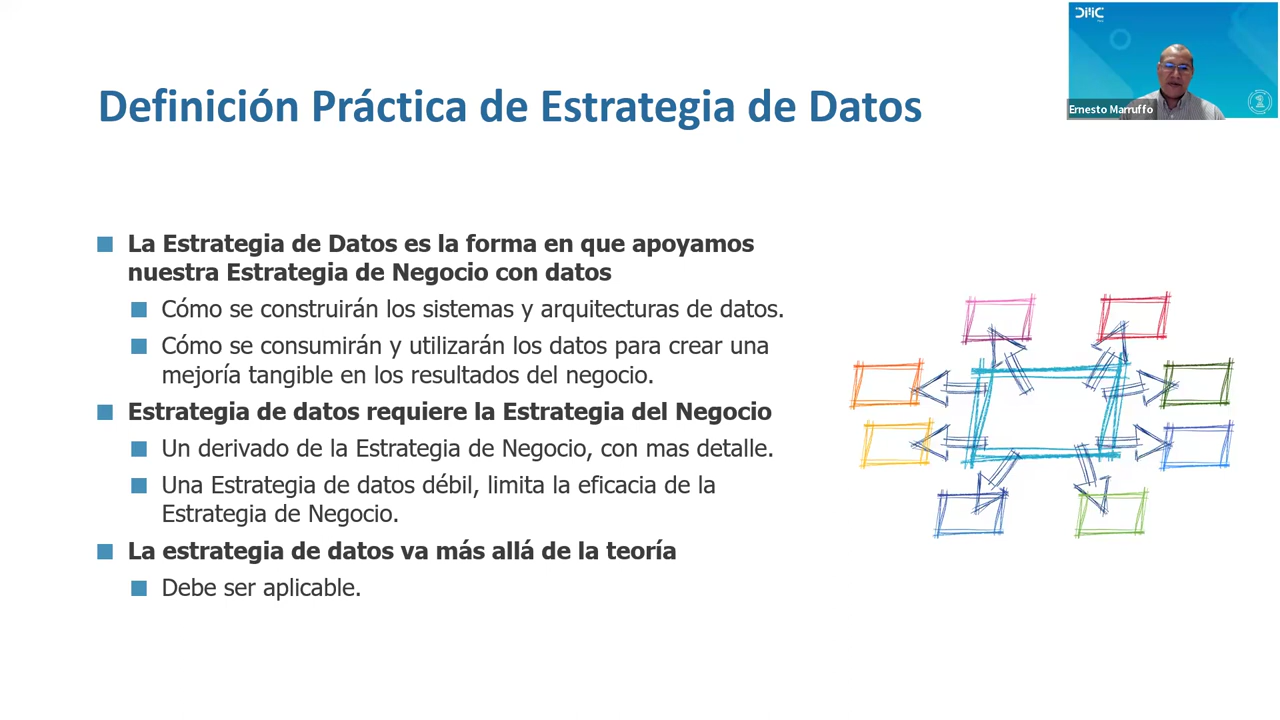 DMC
Ernesto Marruffo
Definición Práctica de Estrategia de Datos
La Estrategia de Datos es la forma en que apoyamos
nuestra Estrategia de Negocio con datos
Cómo se construirán los sistemas y arquitecturas de datos.
Cómo se consumirán y utilizarán los datos para crear una
mejoría tangible en los resultados del negocio.
Estrategia de datos requiere la Estrategia del Negocio
Un derivado de la Estrategia de Negocio, con mas detalle.
Una Estrategia de datos débil, limita la eficacia de la
Estrategia de Negocio.
La estrategia de datos va más allá de la teoría
Debe ser aplicable.